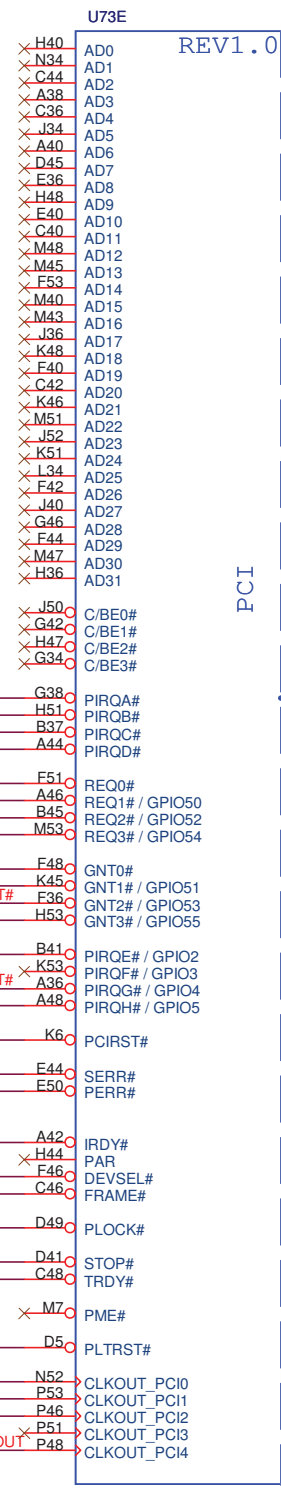 U73E
REV1.0
H40 AD0
N34 AD1
C44 AD2
A38 AD3
C36 AD4
J34 AD5
A40 AD6
D45 AD7
E36 AD8
H48 AD9
E40 AD10
C40 AD11
M48 AD12
M45 AD13
F53 AD14
M40 AD15
M43 AD16
J36 AD17
K48 AD18
F40 AD19
C42 AD20
K46 AD21
M51 AD22
J52 AD23
K51 AD24
L34 AD25
F42 AD26
J40 AD27
G46 AD28
F44 AD29
M47 AD30
H36 AD31
PCI
J50 C/BE0#
G42 C/BE1#
H47 C/BE2#
G34 C/BE3#
G38 PIRQA#
H51 PIRQB#
B37 PIRQC#
A44 PIRQD#
F51 REQ0#
A46 REQ1# / GPIO50
B45 REQ2# / GPIO52
M53 REQ3# / GPIO54
F48 GNT0#
K45 GNT1# / GPIO51
T# F36 GNT2# / GPIO53
H53 GNT3# / GPIO55
B41 PIRQE# / GPIO2
K53 PIRQF# / GPIO3
T# A36 PIRQG# / GPIO4
A48 PIRQH# / GPIO5
K6 PCIRST#
E44 SERR#
E50 PERR#
A42 IRDY#
H44 PAR
F46 DEVSEL#
C46 FRAME#
D49 PLOCK#
D41 STOP#
C48 TRDY#
M7 PME#
D5 PLTRST#
N52 CLKOUT_PCI0
P53 CLKOUT_PCI1
P46 CLKOUT_PCI2
P51 CLKOUT_PCI3
OUT P48 CLKOUT_PCI4